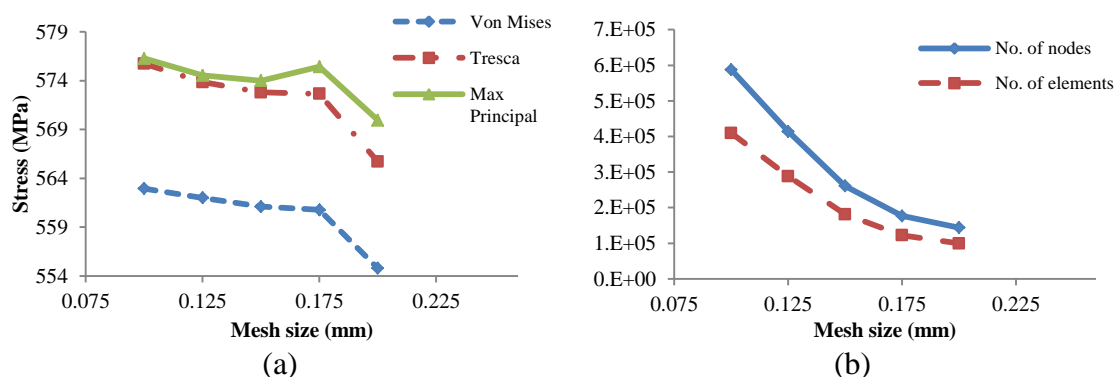 579
574
569
564
559
554
Stress (MPa)
0.075
0.125
0.175
0.225
Mesh size (mm)
Von Mises
Tresca
Max
Principal
(a)
7.E+05
6.E+05
5.E+05
4.E+05
3.E+05
2.E+05
1.E+05
0.E+00
0.075
0.125
0.175
0.225
Mesh size (mm)
No. of nodes
No. of elements
(b)